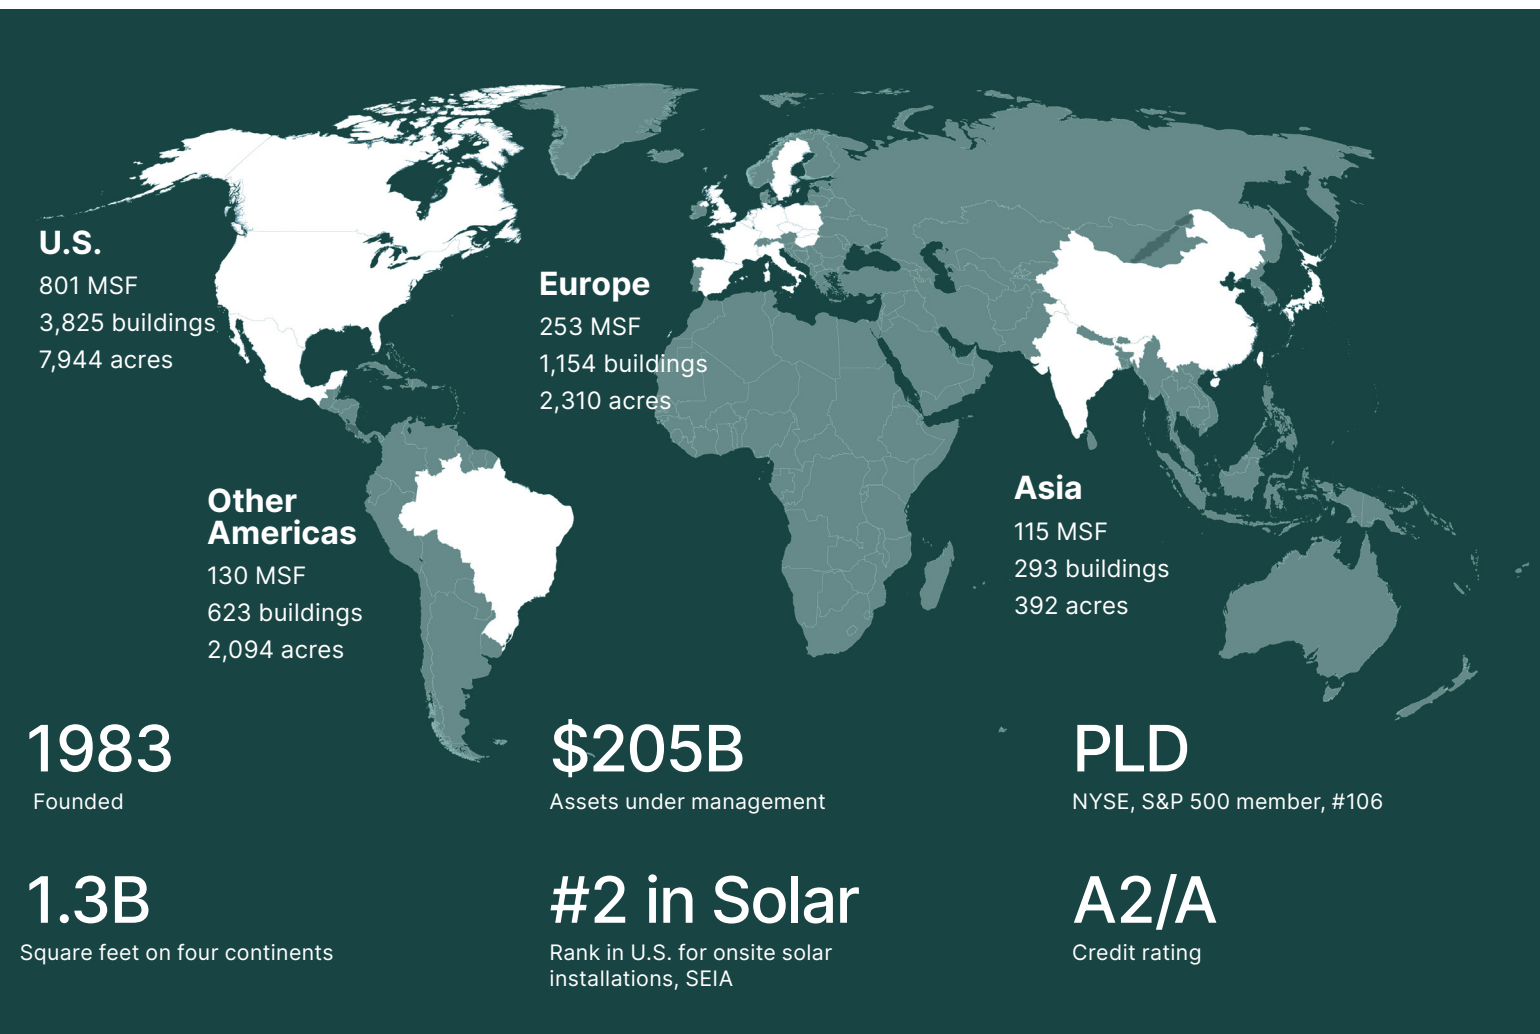 U.S.
801 MSF
3,825 buildings
7,944 acres
Europe
253 MSF
1,154 buildings
2,310 acres
Other
Americas
130 MSF
623 buildings
2,094 acres
Asia
115 MSF
293 buildings
392 acres
1983
Founded
$205B
Assets under management
PLD
NYSE, S&P 500 member, #106
1.3B
Square feet on four continents
#2 in Solar
Rank in U.S. for onsite solar
installations, SEIA
A2/A
Credit rating